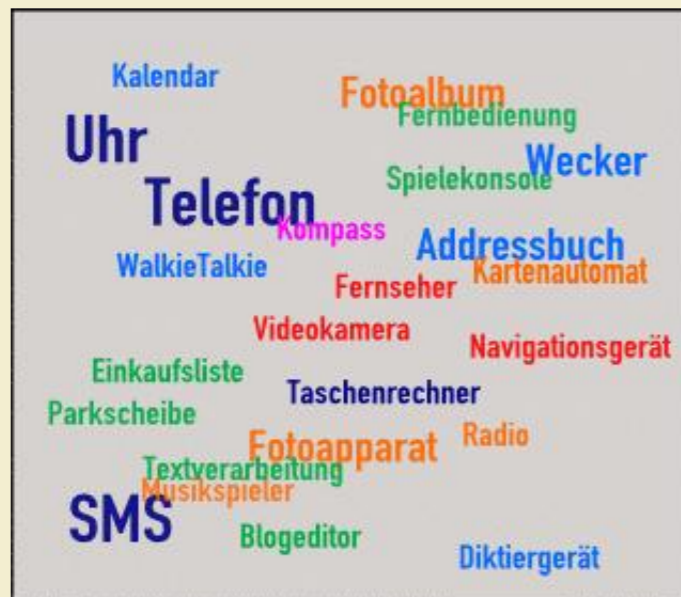 Kalendar
Fotoalbum
Fernbedienung
Uhr
Wecker
Spielekonsole
Telefon
Kompass
Addressbuch
WalkieTalkie
Kartenautomat
Fernseher
Videokamera
Navigationsgerät
Einkaufsliste
Taschenrechner
Parkscheibe
Radio
Fotoapparat
Textverarbeitung
Musikspieler
SMS
Blogeditor
Diktiergerät